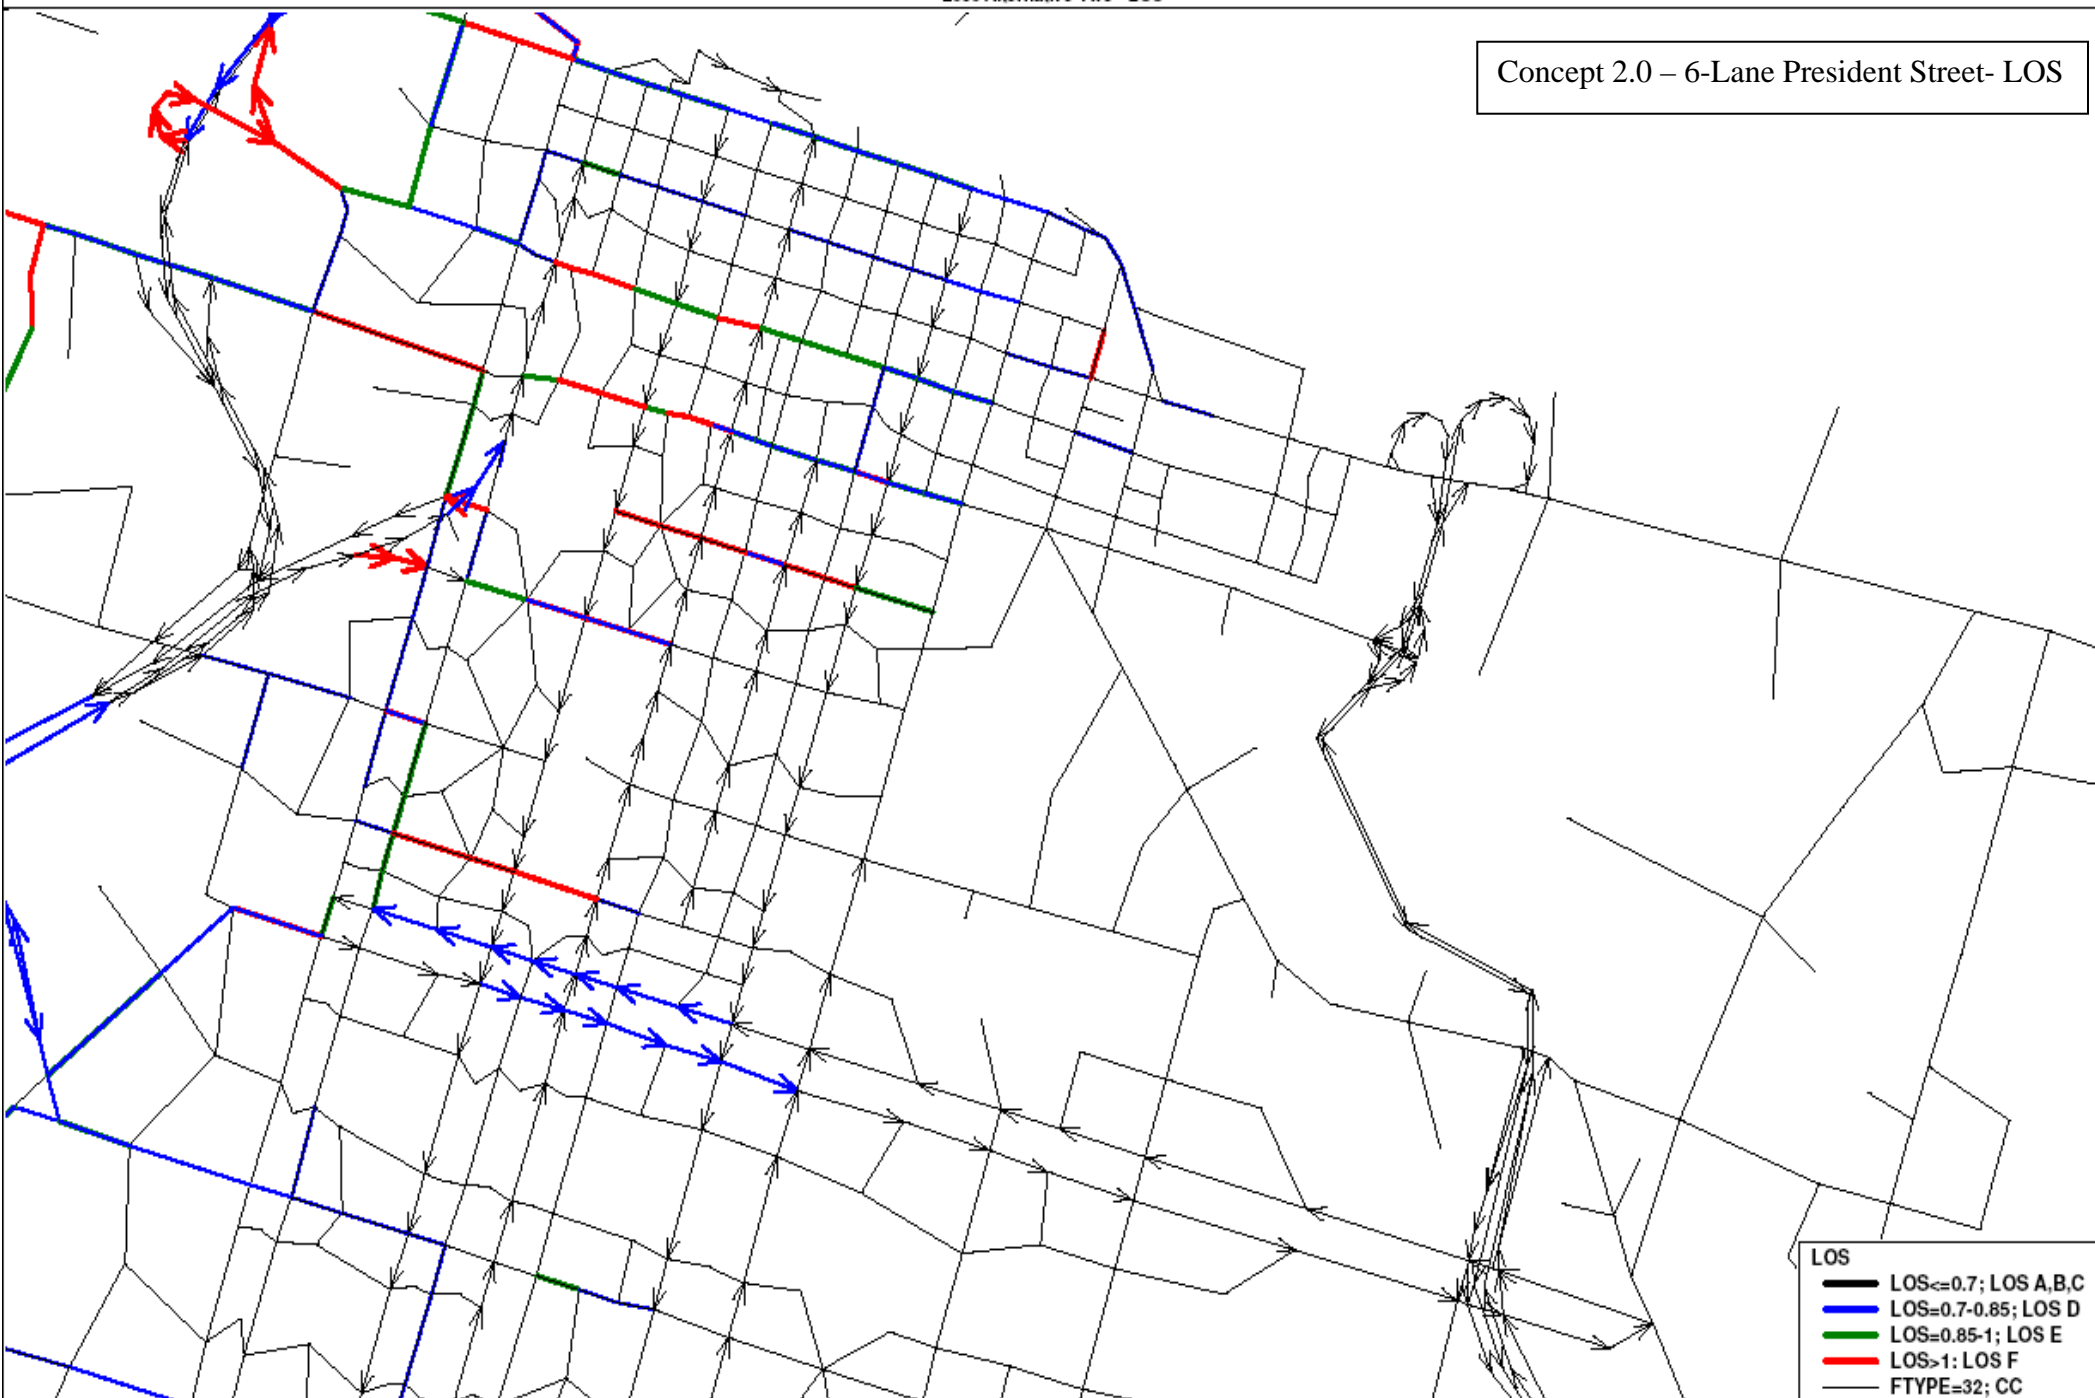 Concept 2.0 – 6-Lane President Street- LOS
LOS
LOS<=0.7; LOS A,B,C
LOS=0.7-0.85; LOS D
LOS=0.85-1; LOS E
LOS>1: LOS F
FTYPE=32; CC